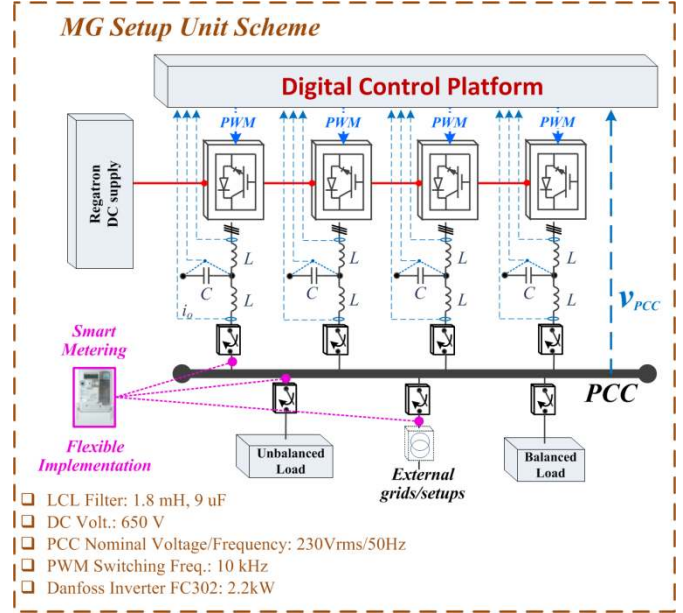 MG Setup Unit Scheme
Digital Control Platform
PWM PWM PWM PWM
Regatron
DC supply
L L L L
C C C C
L L L L
i_o
v_PCC
Smart
Metering
PCC
Flexible
Implementation
Unbalanced
Load
External
grids/setups
Balanced
Load
❑ LCL Filter: 1.8 mH, 9 uF
❑ DC Volt.: 650 V
❑ PCC Nominal Voltage/Frequency: 230Vrms/50Hz
❑ PWM Switching Freq.: 10 kHz
❑ Danfoss Inverter FC302: 2.2kW